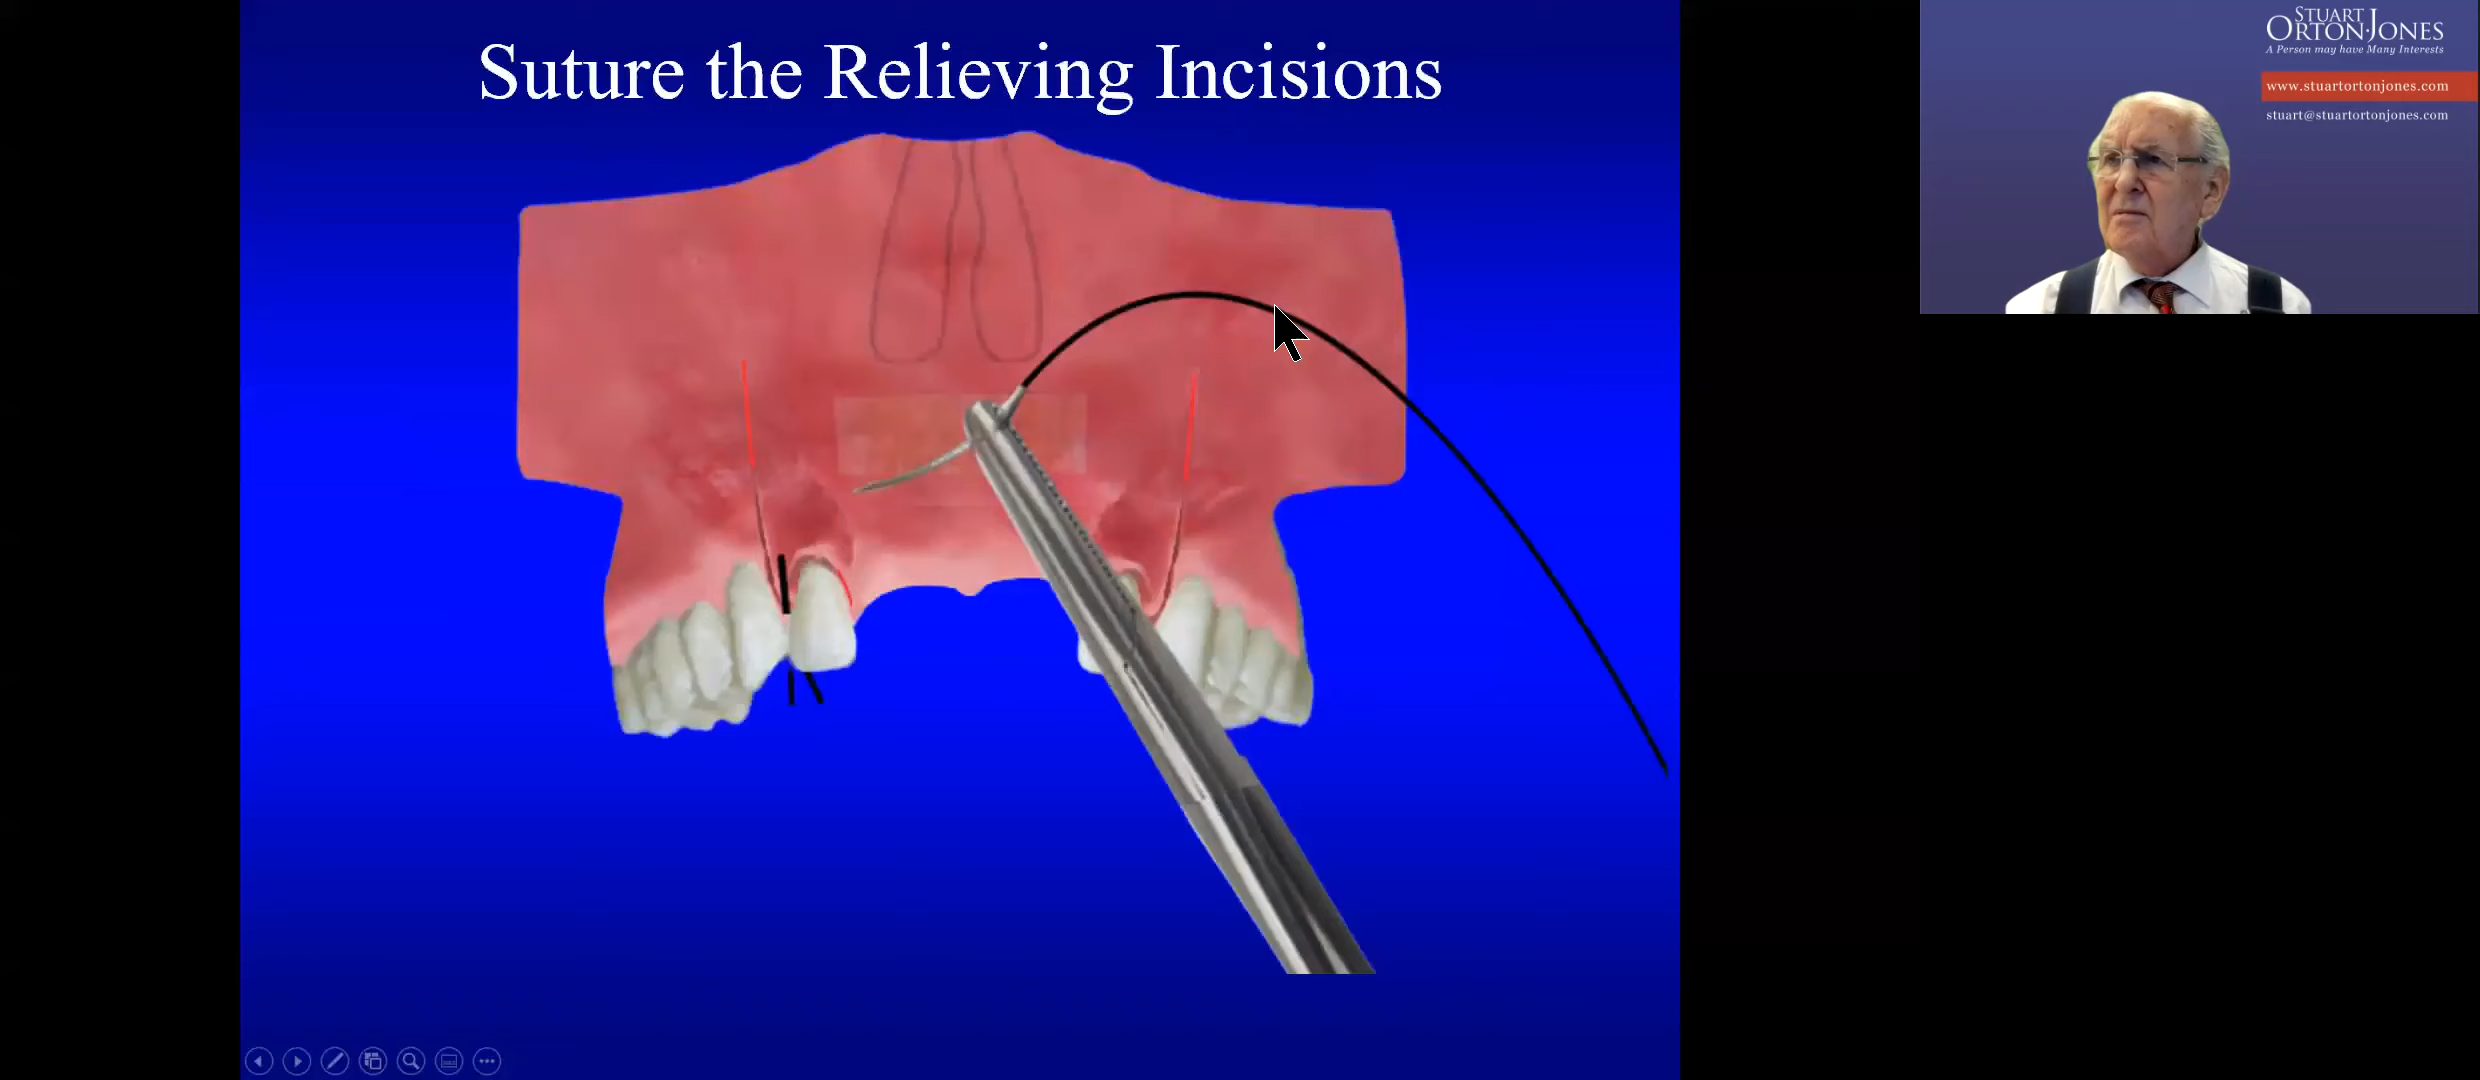 Suture the Relieving Incisions
STUART
ORTON-JONES
A Person may have Many Interests
www.stuartortonjones.com
stuart@stuartortonjones.com